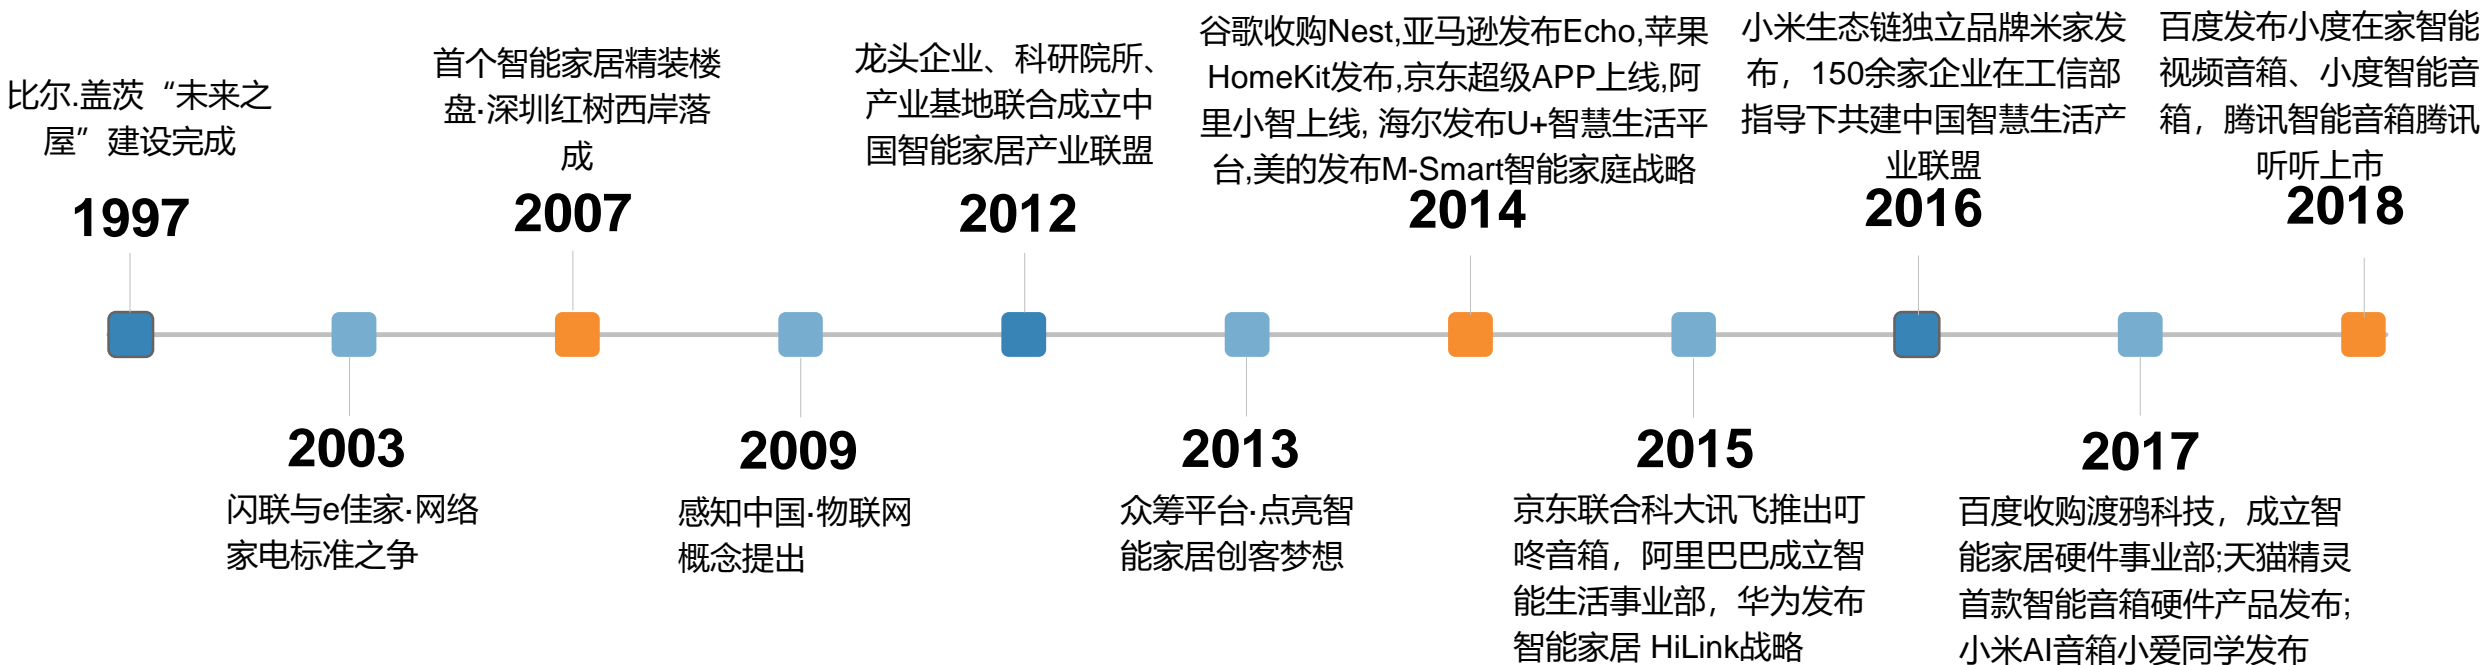 比尔.盖茨“未来之
屋”建设完成
1997
闪联与e佳家·网络
家电标准之争
2003
首个智能家居精装楼
盘·深圳红树西岸落
成
2007
2009
感知中国·物联网
概念提出
龙头企业、科研院所、
产业基地联合成立中
国智能家居产业联盟
2012
2013
众筹平台·点亮智
能家居创客梦想
谷歌收购Nest,亚马逊发布Echo,苹果
HomeKit发布,京东超级APP上线,阿
里小智上线, 海尔发布U+智慧生活平
台,美的发布M-Smart智能家庭战略
2014
2015
京东联合科大讯飞推出叮
咚音箱，阿里巴巴成立智
能生活事业部，华为发布
智能家居 HiLink战略
小米生态链独立品牌米家发
布，150余家企业在工信部
指导下共建中国智慧生活产
业联盟
2016
2017
百度收购渡鸦科技，成立智
能家居硬件事业部;天猫精灵
首款智能音箱硬件产品发布;
小米AI音箱小爱同学发布
百度发布小度在家智能
视频音箱、小度智能音
箱，腾讯智能音箱腾讯
听听上市
2018